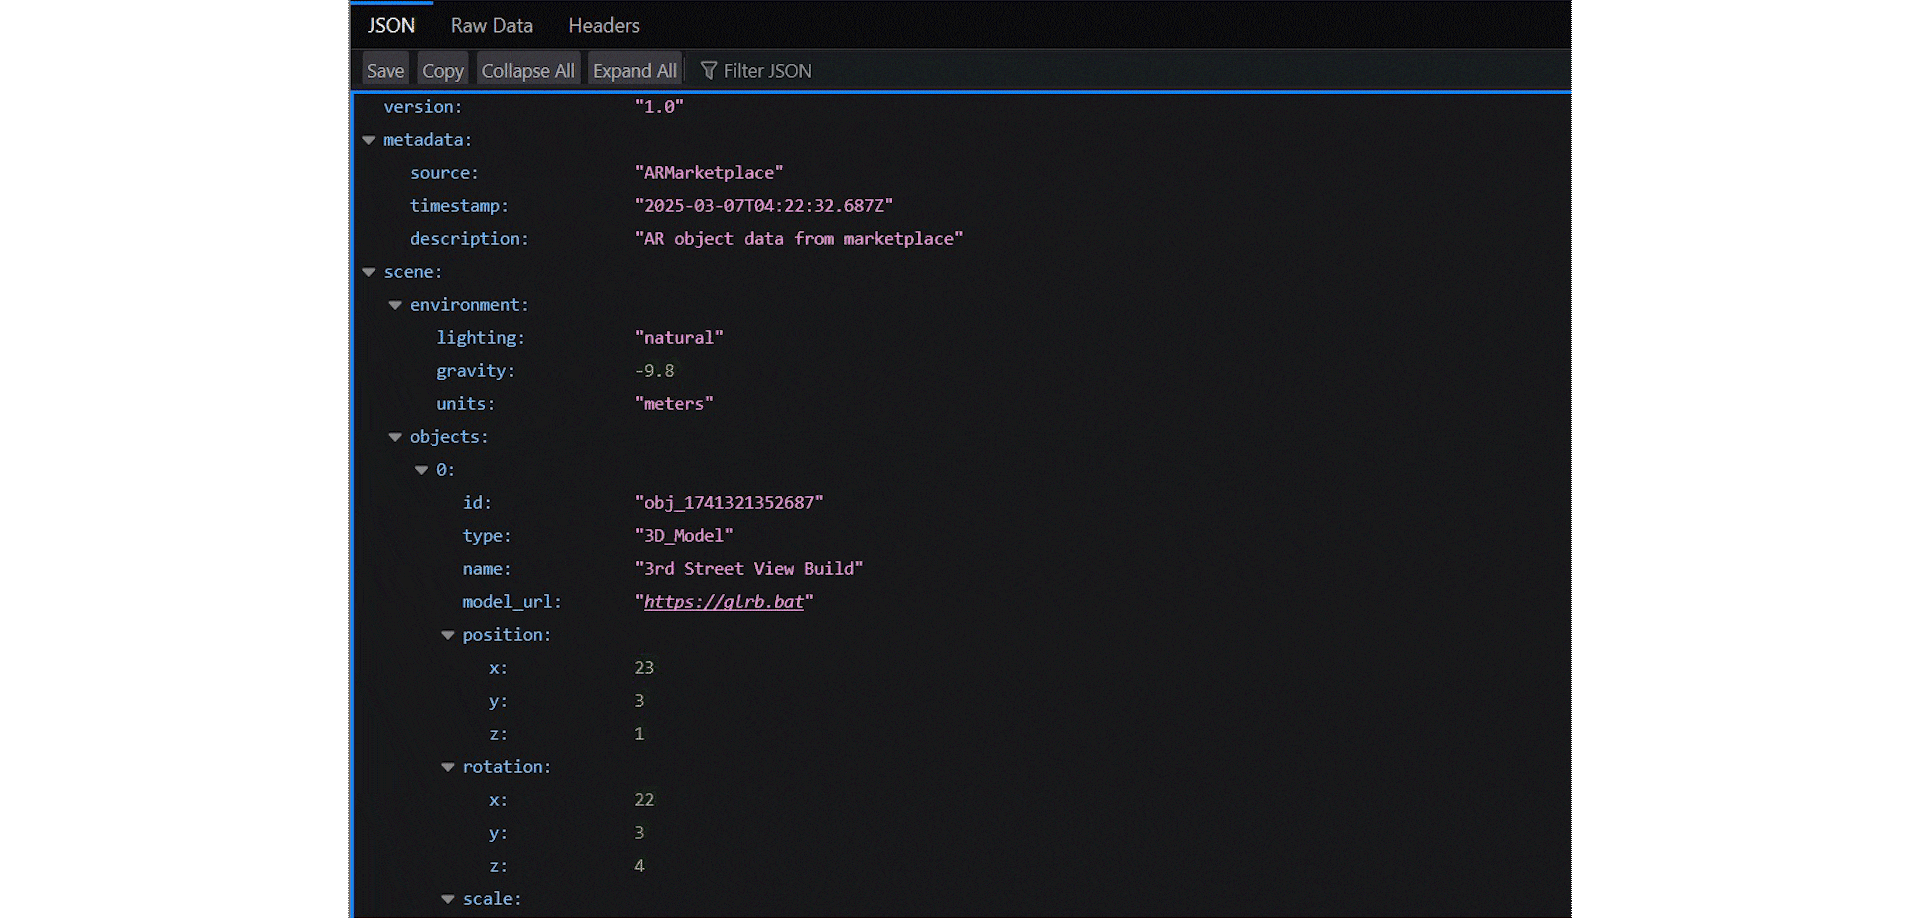 JSON Raw Data Headers
Save Copy Collapse All Expand All Filter JSON
version: "1.0"
metadata:
source: "ARMarketplace"
timestamp: "2025-03-07T04:22:32.687Z"
description: "AR object data from marketplace"
scene:
environment:
lighting: "natural"
gravity: -9.8
units: "meters"
objects:
0:
id: "obj_1741321352687"
type: "3D_Model"
name: "3rd Street View Build"
model_url: "https://glrb.bat"
position:
x: 23
y: 3
z: 1
rotation:
x: 22
y: 3
z: 4
scale: